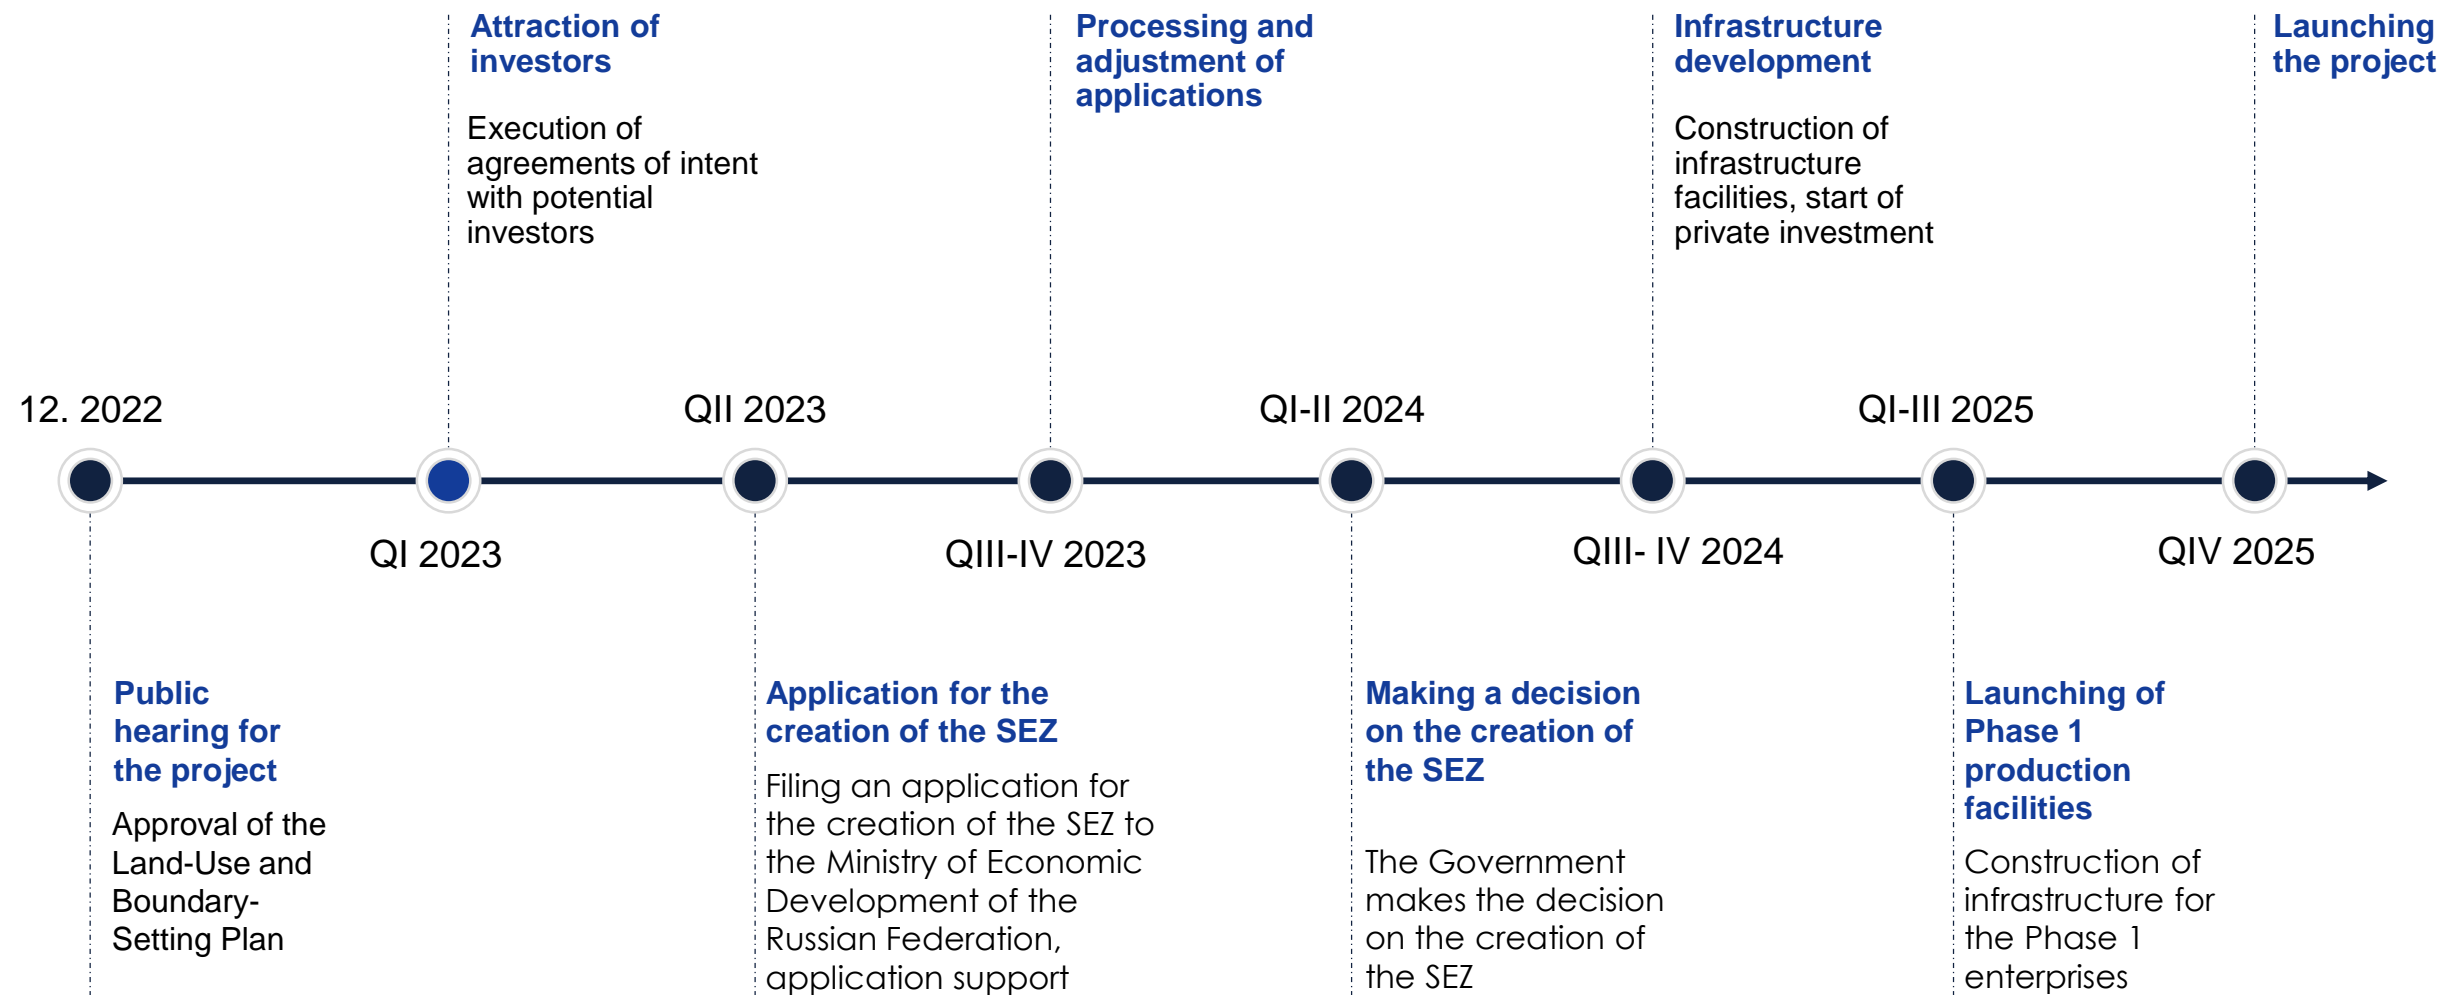 Attraction of
investors
Execution of
agreements of intent
with potential
investors
Processing and
adjustment of
applications
Infrastructure
development
Construction of
infrastructure
facilities, start of
private investment
Launching
the project
12. 2022
QII 2023
QI-II 2024
QI-III 2025
QI 2023
QIII-IV 2023
QIII- IV 2024
QIV 2025
Public
hearing for
the project
Approval of the
Land-Use and
Boundary-
Setting Plan
Application for the
creation of the SEZ
Filing an application for
the creation of the SEZ to
the Ministry of Economic
Development of the
Russian Federation,
application support
Making a decision
on the creation of
the SEZ
The Government
makes the decision
on the creation of
the SEZ
Launching of
Phase 1
production
facilities
Construction of
infrastructure for
the Phase 1
enterprises